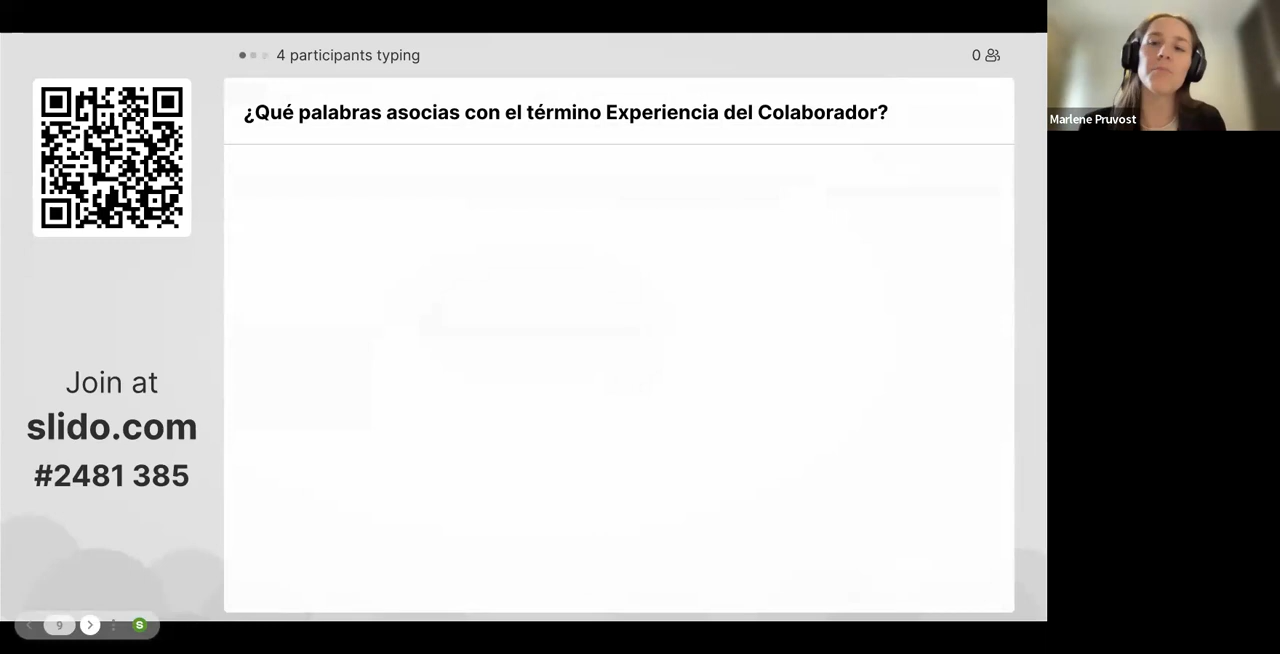 4 participants typing
0
¿Qué palabras asocias con el término Experiencia del Colaborador?
Marlene Pruvost
Join at
slido.com
#2481 385
9
S